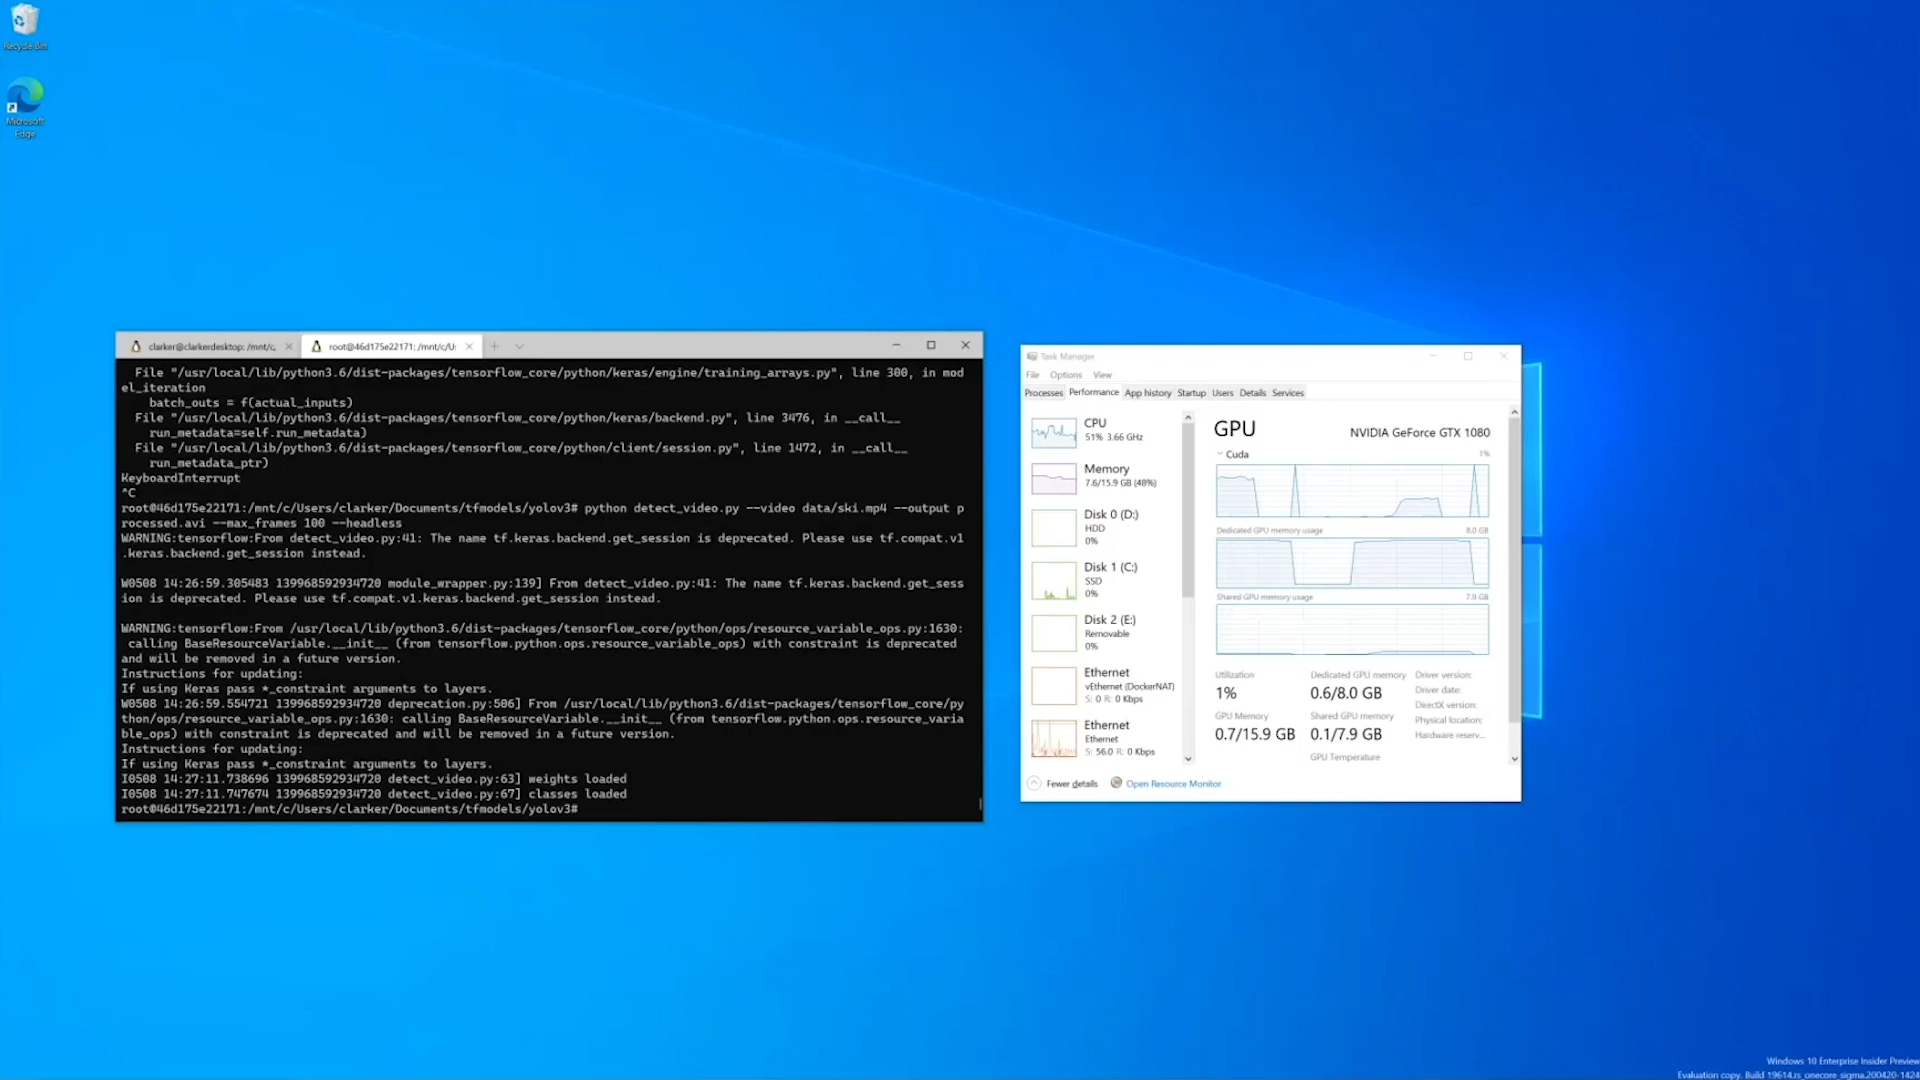 Recycle Bin
Microsoft
Edge
clarker@clarkerdesktop: /mnt/c,
root@46d175e22171: /mnt/c/U:
File "/usr/local/lib/python3.6/dist-packages/tensorflow_core/python/keras/engine/training_arrays.py", line 300, in mod
el_iteration
batch_outs = f(actual_inputs)
File "/usr/local/lib/python3.6/dist-packages/tensorflow_core/python/keras/backend.py", line 3476, in __call__
run_metadata=self.run_metadata)
File "/usr/local/lib/python3.6/dist-packages/tensorflow_core/python/client/session.py", line 1472, in __call__
run_metadata_ptr)
KeyboardInterrupt
^C
root@46d175e22171:/mnt/c/Users/clarker/Documents/tfmodels/yolov3# python detect_video.py --video data/ski.mp4 --output p
rocessed.avi --max_frames 100 --headless
WARNING:tensorflow:From detect_video.py:41: The name tf.keras.backend.get_session is deprecated. Please use tf.compat.v1
.keras.backend.get_session instead.
W0508 14:26:59.305483 139968592934720 module_wrapper.py:139] From detect_video.py:41: The name tf.keras.backend.get_sess
ion is deprecated. Please use tf.compat.v1.keras.backend.get_session instead.
WARNING:tensorflow:From /usr/local/lib/python3.6/dist-packages/tensorflow_core/python/ops/resource_variable_ops.py:1630:
calling BaseResourceVariable.__init__ (from tensorflow.python.ops.resource_variable_ops) with constraint is deprecated
and will be removed in a future version.
Instructions for updating:
If using Keras pass *_constraint arguments to layers.
W0508 14:26:59.554721 139968592934720 deprecation.py:506] From /usr/local/lib/python3.6/dist-packages/tensorflow_core/py
thon/ops/resource_variable_ops.py:1630: calling BaseResourceVariable.__init__ (from tensorflow.python.ops.resource_varia
ble_ops) with constraint is deprecated and will be removed in a future version.
Instructions for updating:
If using Keras pass *_constraint arguments to layers.
I0508 14:27:11.738696 139968592934720 detect_video.py:63] weights loaded
I0508 14:27:11.747674 139968592934720 detect_video.py:67] classes loaded
root@46d175e22171:/mnt/c/Users/clarker/Documents/tfmodels/yolov3#
Task Manager
File Options View
Processes Performance App history Startup Users Details Services
CPU
51% 3.66 GHz
Memory
7.6/15.9 GB (48%)
Disk 0 (D:)
HDD
0%
Disk 1 (C:)
SSD
0%
Disk 2 (E:)
Removable
0%
Ethernet
vEthernet (DockerNAT)
S: 0 R: 0 Kbps
Ethernet
Ethernet
S: 56.0 R: 0 Kbps
GPU
NVIDIA GeForce GTX 1080
Cuda
1%
Dedicated GPU memory usage
8.0 GB
Shared GPU memory usage
7.9 GB
Utilization
1%
GPU Memory
0.7/15.9 GB
Dedicated GPU memory
0.6/8.0 GB
Shared GPU memory
0.1/7.9 GB
GPU Temperature
Driver version:
Driver date:
DirectX version:
Physical location:
Hardware reserv...
Fewer details
Open Resource Monitor
Windows 10 Enterprise Insider Preview
Evaluation copy. Build 19614.rs_onecore_sigma.200420-1424